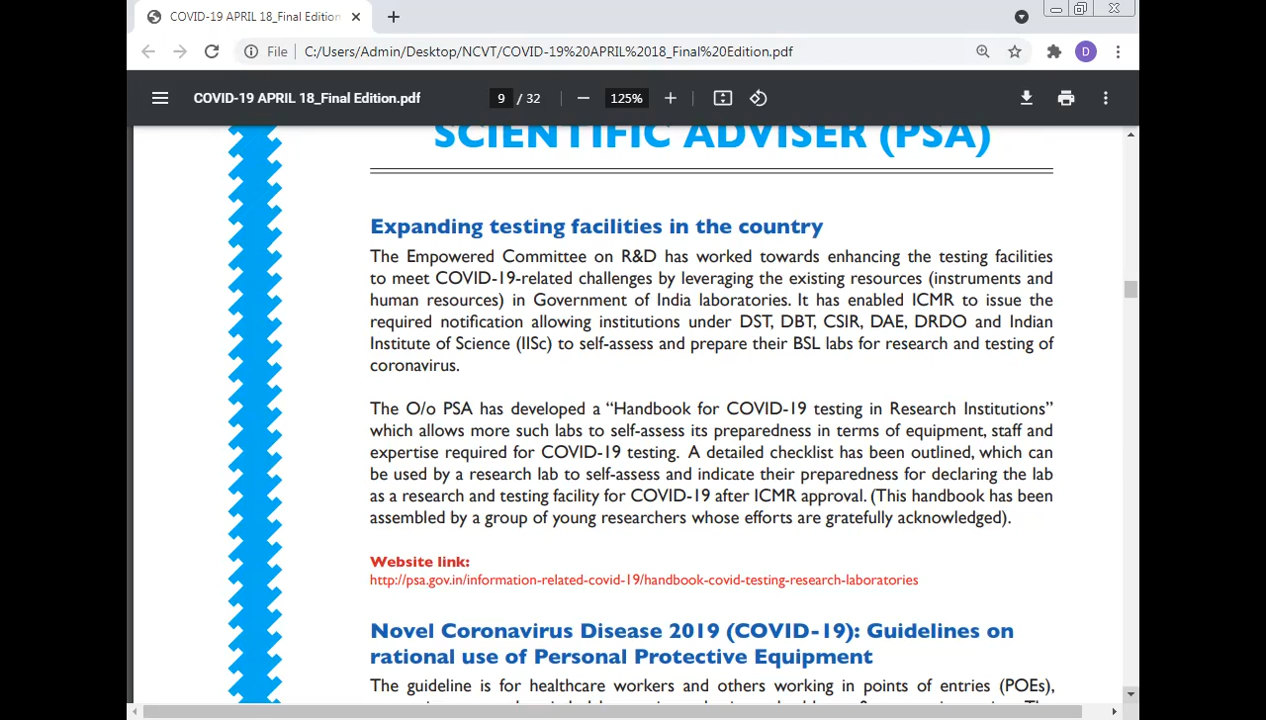 COVID-19 APRIL 18_Final Edition
File C:/Users/Admin/Desktop/NCVT/COVID-19%20APRIL%2018_Final%20Edition.pdf
D
COVID-19 APRIL 18_Final Edition.pdf
9 / 32
125%
SCIENTIFIC ADVISER (PSA)
Expanding testing facilities in the country
The Empowered Committee on R&D has worked towards enhancing the testing facilities
to meet COVID-19-related challenges by leveraging the existing resources (instruments and
human resources) in Government of India laboratories. It has enabled ICMR to issue the
required notification allowing institutions under DST, DBT, CSIR, DAE, DRDO and Indian
Institute of Science (IISc) to self-assess and prepare their BSL labs for research and testing of
coronavirus.
The O/o PSA has developed a “Handbook for COVID-19 testing in Research Institutions”
which allows more such labs to self-assess its preparedness in terms of equipment, staff and
expertise required for COVID-19 testing. A detailed checklist has been outlined, which can
be used by a research lab to self-assess and indicate their preparedness for declaring the lab
as a research and testing facility for COVID-19 after ICMR approval. (This handbook has been
assembled by a group of young researchers whose efforts are gratefully acknowledged).
Website link:
http://psa.gov.in/information-related-covid-19/handbook-covid-testing-research-laboratories
Novel Coronavirus Disease 2019 (COVID-19): Guidelines on
rational use of Personal Protective Equipment
The guideline is for healthcare workers and others working in points of entries (POEs),